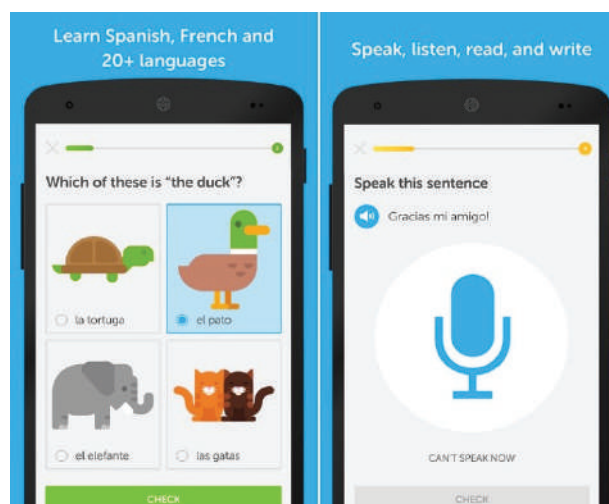 Learn Spanish, French and
20+ languages
Which of these is "the duck"?
la tortuga
el pato
el elefante
las gatas
CHECK
Speak, listen, read, and write
Speak this sentence
Gracias mi amigo!
CAN'T SPEAK NOW
CHECK